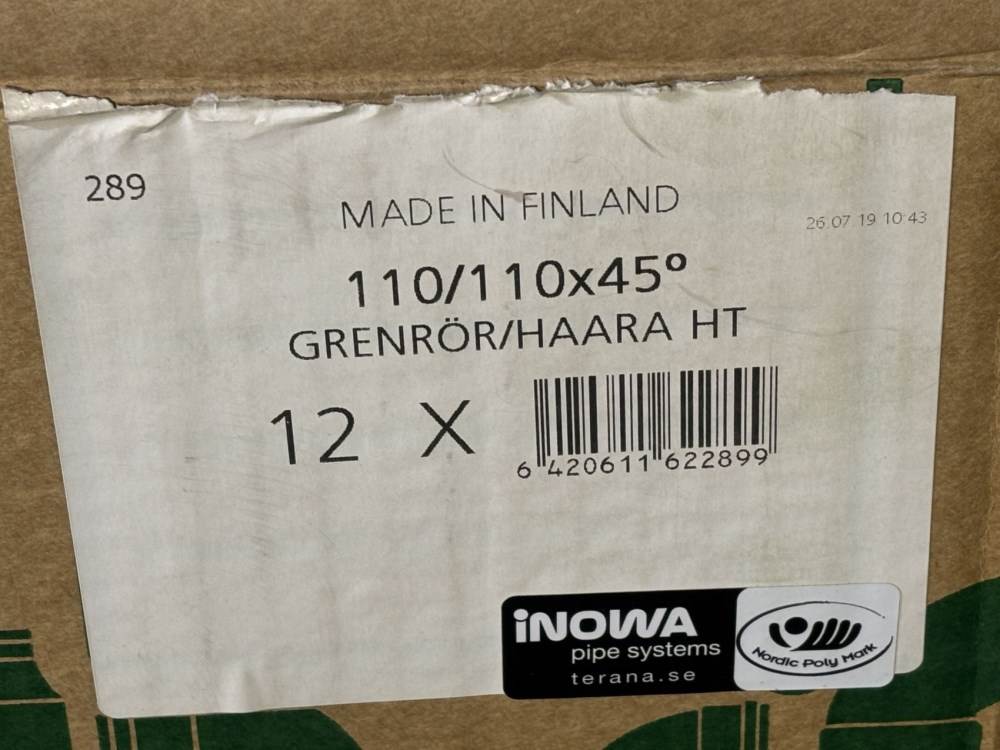 289
MADE IN FINLAND
26.07.19 10:43
110/110x45°
GRENRÖR/HAARA HT
12 X
6 420611 622899
iNOWA
pipe systems
terana.se
Nordic Poly Mark